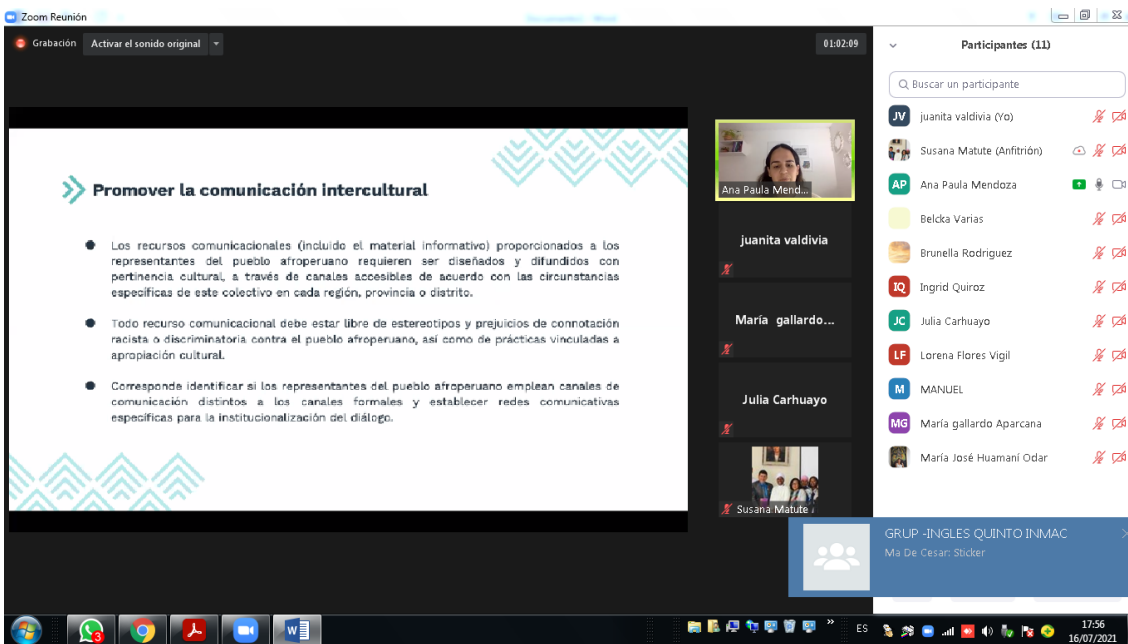 Zoom Reunión
Grabación
Activar el sonido original
01:02:09
Promover la comunicación intercultural
Los recursos comunicacionales (incluido el material informativo) proporcionados a los
representantes del pueblo afroperuano requieren ser diseñados y difundidos con
pertinencia cultural, a través de canales accesibles de acuerdo con las circunstancias
específicas de este colectivo en cada región, provincia o distrito.
Todo recurso comunicacional debe estar libre de estereotipos y prejuicios de connotación
racista o discriminatoria contra el pueblo afroperuano, así como de prácticas vinculadas a
apropiación cultural.
Corresponde identificar si los representantes del pueblo afroperuano emplean canales de
comunicación distintos a los canales formales y establecer redes comunicativas
específicas para la institucionalización del diálogo.
Ana Paula Mend...
juanita valdivia
María gallardo...
Julia Carhuayo
Susana Matute
Participantes (11)
Buscar un participante
JV juanita valdivia (Yo)
Susana Matute (Anfitrión)
AP Ana Paula Mendoza
Belcka Varias
Brunella Rodriguez
IQ Ingrid Quiroz
JC Julia Carhuayo
LF Lorena Flores Vigil
M MANUEL
MG María gallardo Aparcana
María José Huamaní Odar
GRUP -INGLES QUINTO INMAC
Ma De Cesar: Sticker
3
W
ES
17:56
16/07/2021